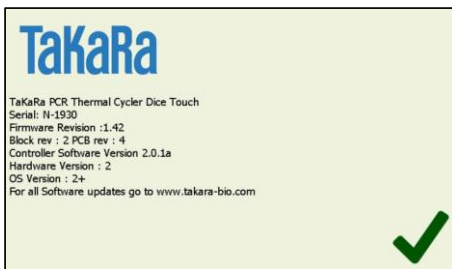 TaKaRa
TaKaRa PCR Thermal Cycler Dice Touch
Serial: N-1930
Firmware Revision :1.42
Block rev : 2 PCB rev : 4
Controller Software Version 2.0.1a
Hardware Version : 2
OS Version : 2+
For all Software updates go to www.takara-bio.com